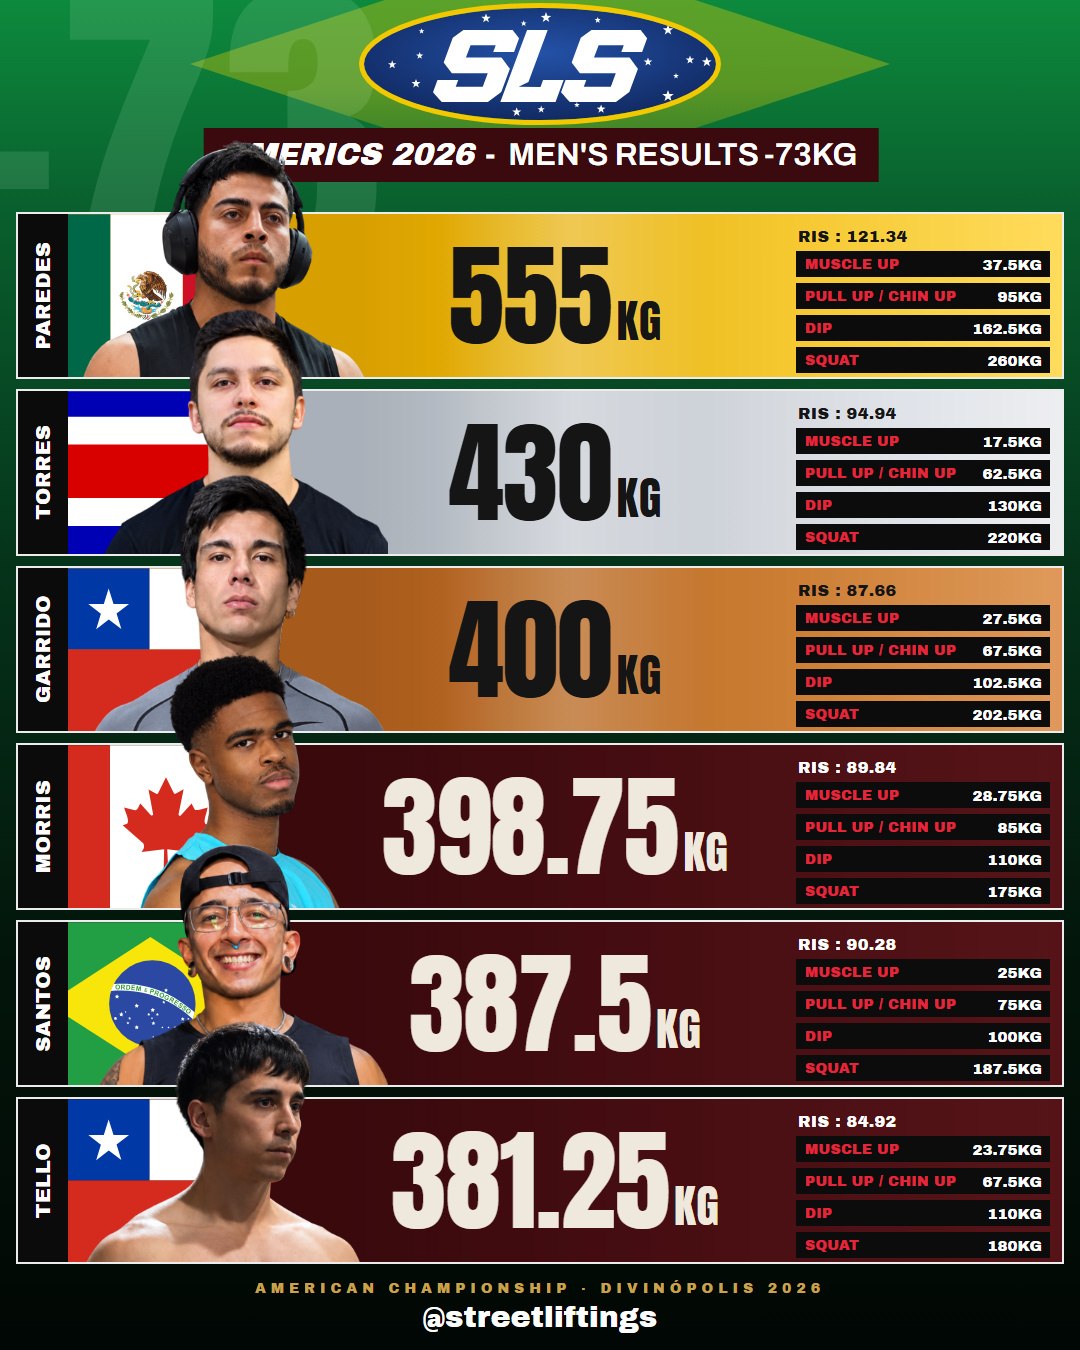 -73
SLS
MERICS 2026 - MEN'S RESULTS -73KG
PAREDES
555KG
RIS : 121.34
MUSCLE UP 37.5KG
PULL UP / CHIN UP 95KG
DIP 162.5KG
SQUAT 260KG
TORRES
430KG
RIS : 94.94
MUSCLE UP 17.5KG
PULL UP / CHIN UP 62.5KG
DIP 130KG
SQUAT 220KG
GARRIDO
400KG
RIS : 87.66
MUSCLE UP 27.5KG
PULL UP / CHIN UP 67.5KG
DIP 102.5KG
SQUAT 202.5KG
MORRIS
398.75KG
RIS : 89.84
MUSCLE UP 28.75KG
PULL UP / CHIN UP 85KG
DIP 110KG
SQUAT 175KG
SANTOS
ORDEM & PROGRESSO
387.5KG
RIS : 90.28
MUSCLE UP 25KG
PULL UP / CHIN UP 75KG
DIP 100KG
SQUAT 187.5KG
TELLO
381.25KG
RIS : 84.92
MUSCLE UP 23.75KG
PULL UP / CHIN UP 67.5KG
DIP 110KG
SQUAT 180KG
AMERICAN CHAMPIONSHIP · DIVINÓPOLIS 2026
@streetliftings